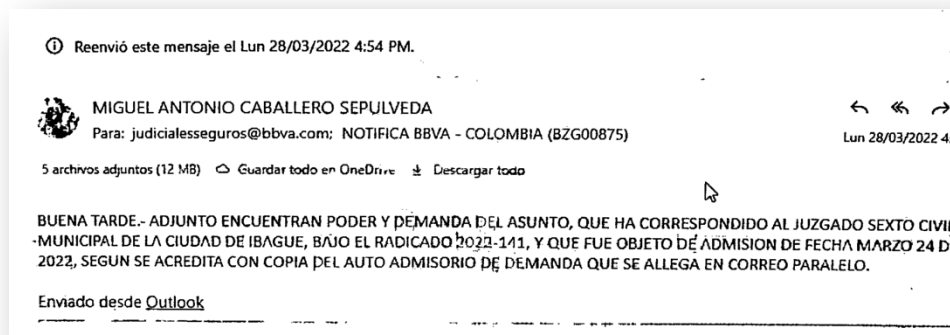 Reenvió este mensaje el Lun 28/03/2022 4:54 PM.
MIGUEL ANTONIO CABALLERO SEPULVEDA
Para: judicialesseguros@bbva.com; NOTIFICA BBVA - COLOMBIA (BZG00875)
Lun 28/03/2022 4
5 archivos adjuntos (12 MB) Guardar todo en OneDrive Descargar todo
BUENA TARDE.- ADJUNTO ENCUENTRAN PODER Y DEMANDA DEL ASUNTO, QUE HA CORRESPONDIDO AL JUZGADO SEXTO CIVI
-MUNICIPAL DE LA CIUDAD DE IBAGUE, BAJO EL RADICADO 2022-141, Y QUE FUE OBJETO DE ADMISION DE FECHA MARZO 24 D
2022, SEGUN SE ACREDITA CON COPIA DEL AUTO ADMISORIO DE DEMANDA QUE SE ALLEGA EN CORREO PARALELO.
Enviado desde Outlook